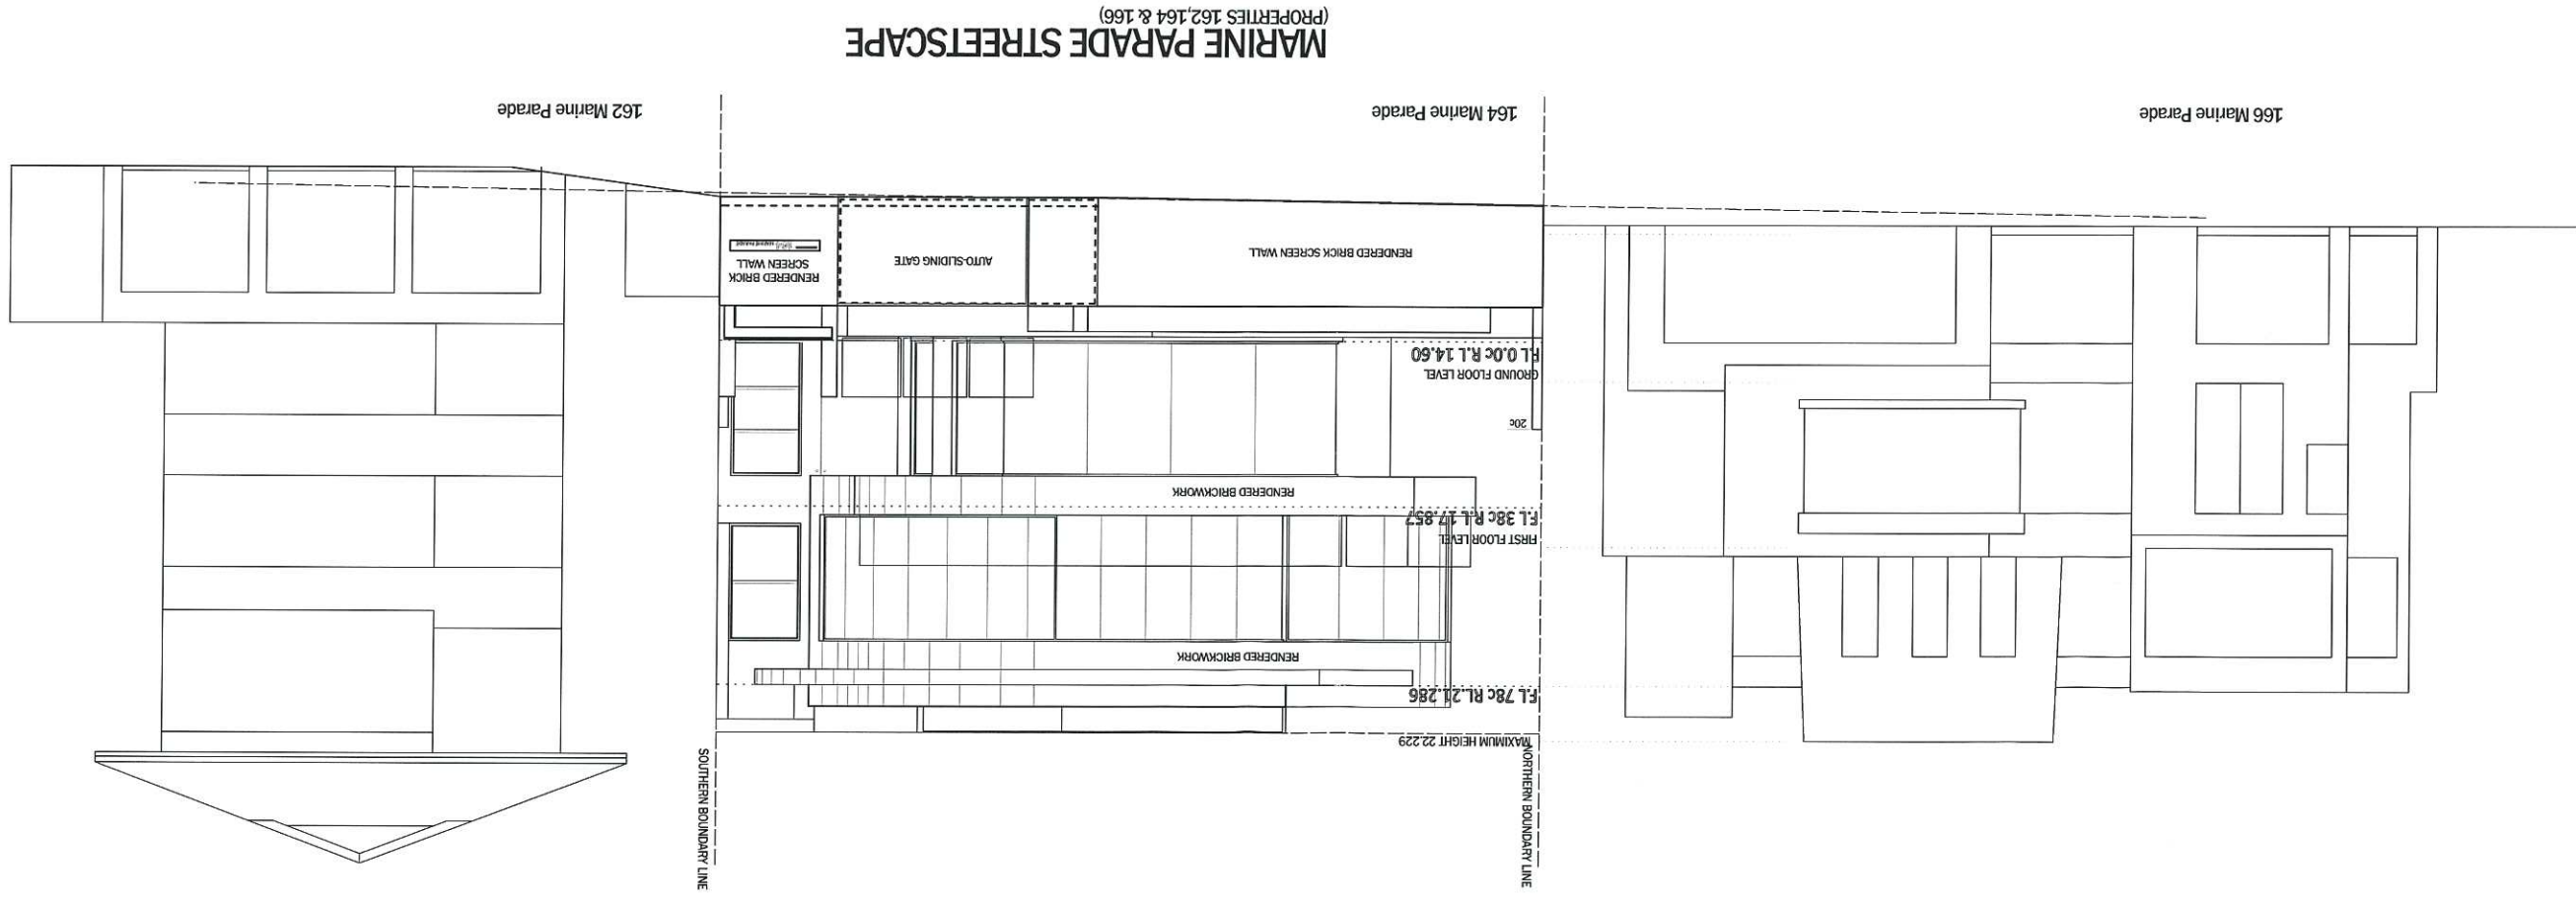 NORTHERN BOUNDARY LINE
SOUTHERN BOUNDARY LINE
MAXIMUM HEIGHT 22.229
F.L 78c RL.21.286
RENDERED BRICKWORK
FIRST FLOOR LEVEL
F.L 38c R.L 17.857
RENDERED BRICKWORK
20c
GROUND FLOOR LEVEL
F.L 0.0c R.L 14.60
RENDERED BRICK SCREEN WALL
AUTO-SLIDING GATE
RENDERED BRICK
SCREEN WALL
166 Marine Parade
164 Marine Parade
162 Marine Parade
MARINE PARADE STREETSCAPE
(PROPERTIES 162,164 & 166)